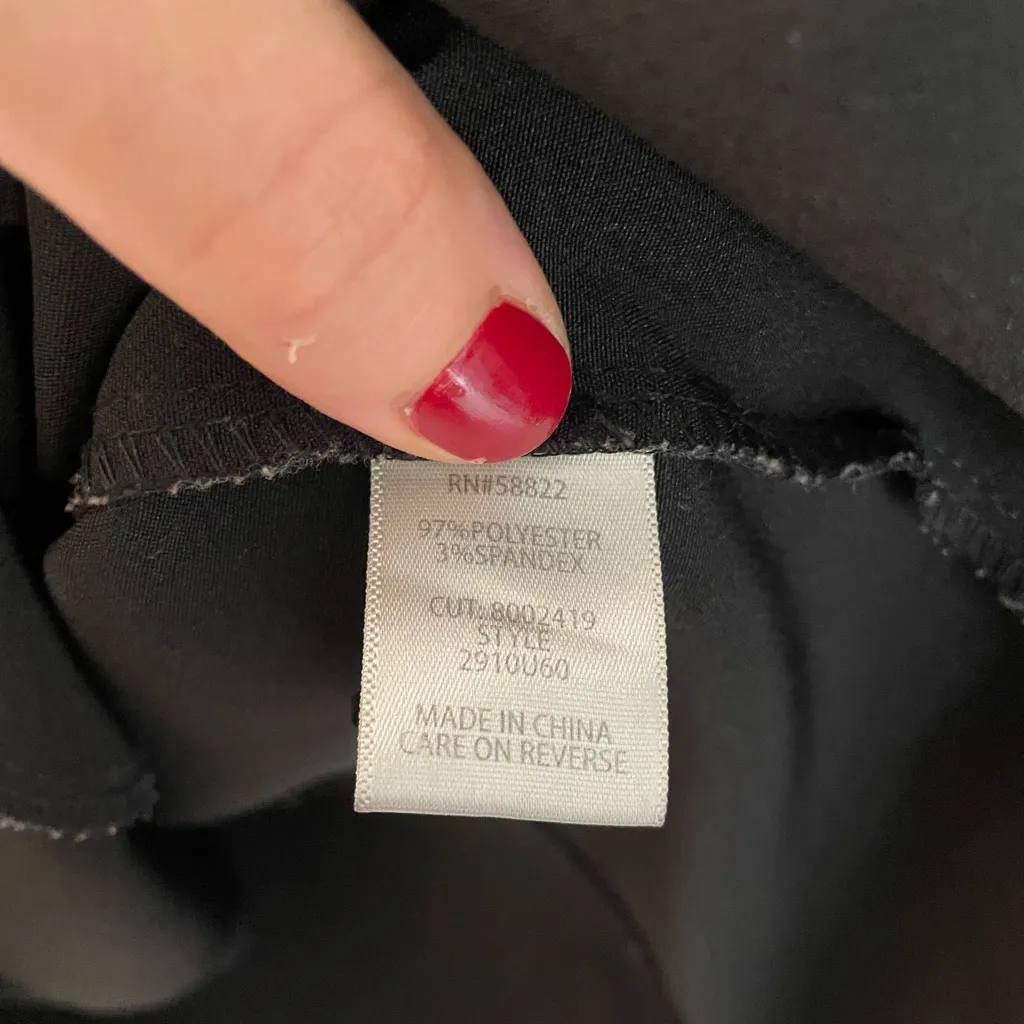 RN#58822
97%POLYESTER
3%SPANDEX
CUT: 8002419
STYLE
2910U60
MADE IN CHINA
CARE ON REVERSE